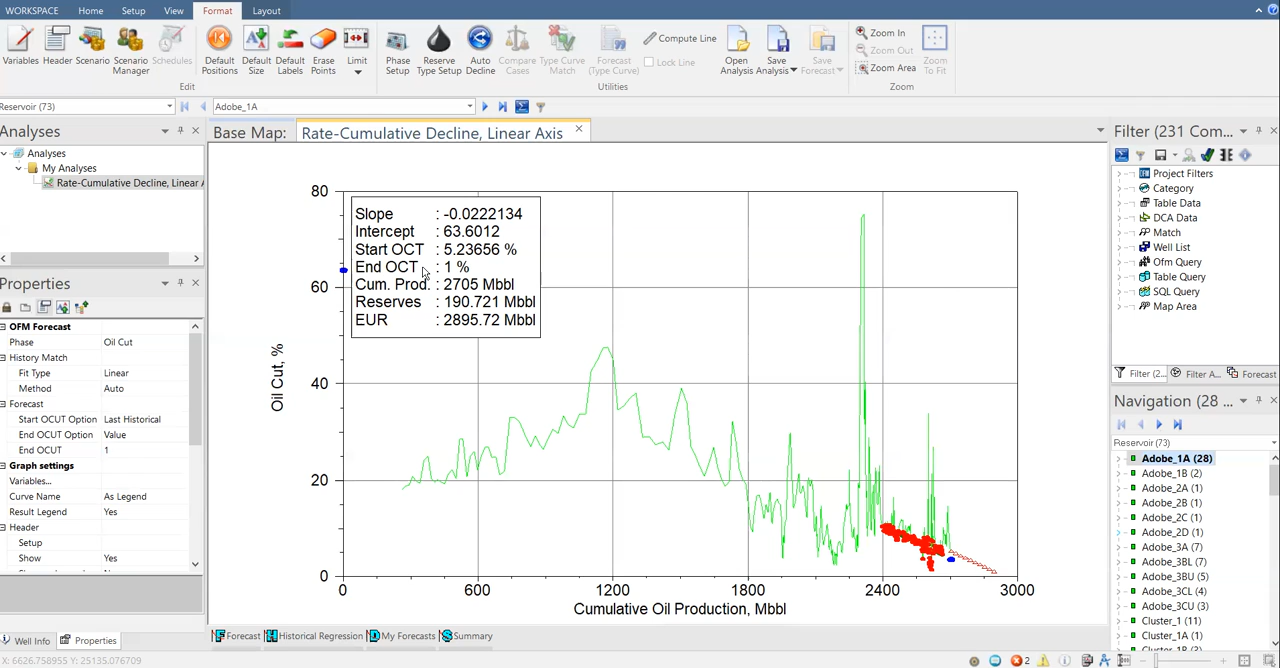 WORKSPACE Home Setup View Format Layout
Variables Header Scenario Scenario Manager Schedules
Default Positions Default Size Default Labels Erase Points Limit
Phase Setup Reserve Type Setup Auto Decline Compare Cases Type Curve Match Forecast (Type Curve)
Compute Line
Lock Line
Open Analysis Save Analysis Save Forecast
Zoom In
Zoom Out
Zoom Area
Zoom To Fit
Edit Utilities Zoom
Reservoir (73) Adobe_1A
Analyses
Analyses
My Analyses
Rate-Cumulative Decline, Linear A
Properties
OFM Forecast
Phase Oil Cut
History Match
Fit Type Linear
Method Auto
Forecast
Start OCUT Option Last Historical
End OCUT Option Value
End OCUT 1
Graph settings
Variables...
Curve Name As Legend
Result Legend Yes
Header
Setup
Show Yes
Well Info Properties
X: 6626.758955 Y: 25135.076709
Base Map: Rate-Cumulative Decline, Linear Axis
Slope : -0.0222134
Intercept : 63.6012
Start OCT : 5.23656 %
End OCT : 1 %
Cum. Prod. : 2705 Mbbl
Reserves : 190.721 Mbbl
EUR : 2895.72 Mbbl
80
60
40
20
0
Oil Cut, %
0 600 1200 1800 2400 3000
Cumulative Oil Production, Mbbl
Forecast Historical Regression My Forecasts Summary
Filter (231 Com...
Project Filters
Category
Table Data
DCA Data
Match
Well List
Ofm Query
Table Query
SQL Query
Map Area
Filter (2... Filter A... Forecast
Navigation (28 ...
Reservoir (73)
Adobe_1A (28)
Adobe_1B (2)
Adobe_2A (1)
Adobe_2B (1)
Adobe_2C (1)
Adobe_2D (1)
Adobe_3A (7)
Adobe_3BL (7)
Adobe_3BU (5)
Adobe_3CL (4)
Adobe_3CU (3)
Cluster_1 (11)
Cluster_1A (1)
2